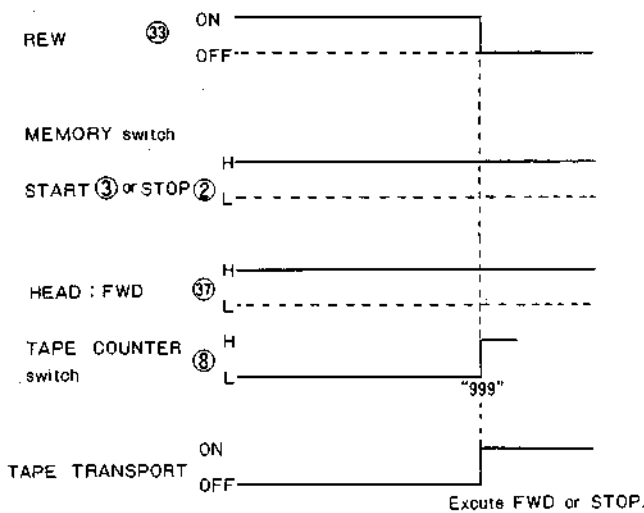 ON
REW ㉝
OFF
MEMORY switch
H
START ③ or STOP ②
L
H
HEAD : FWD ㊲
L
TAPE COUNTER
H
⑧
switch
L
"999"
ON
TAPE TRANSPORT
OFF
Excute FWD or STOP.